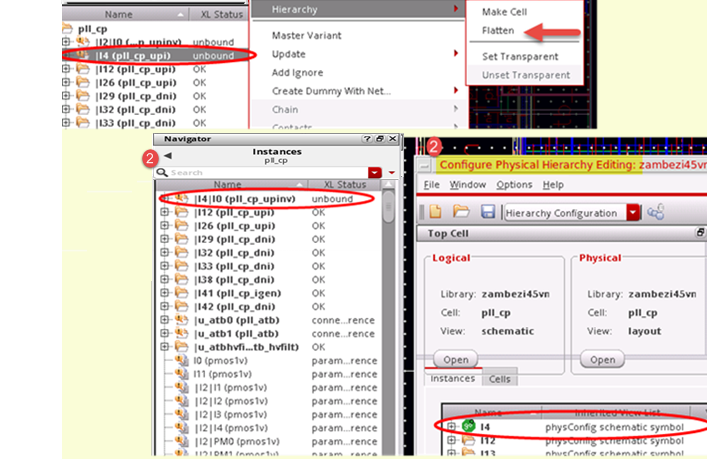 Name XL Status
pll_cp
|I2|I0 (...p_upinv) unbound
|I4 (pll_cp_upi) unbound
|I12 (pll_cp_upi) OK
|I26 (pll_cp_upi) OK
|I29 (pll_cp_dni) OK
|I32 (pll_cp_dni) OK
|I33 (pll_cp_dni) OK
Hierarchy
Master Variant
Update
Add Ignore
Create Dummy With Net...
Chain
Contacts
Make Cell
Flatten
Set Transparent
Unset Transparent
Navigator
2
Instances
pll_cp
Search
Name XL Status
|I4|I0 (pll_cp_upinv) unbound
|I12 (pll_cp_upi) OK
|I26 (pll_cp_upi) OK
|I29 (pll_cp_dni) OK
|I32 (pll_cp_dni) OK
|I33 (pll_cp_dni) OK
|I38 (pll_cp_dni) OK
|I41 (pll_cp_igen) OK
|I42 (pll_cp_dni) OK
|u_atb0 (pll_atb) conne...rence
|u_atb1 (pll_atb) conne...rence
|u_atbhvfi...tb_hvfilt) OK
I0 (pmos1v) param...rence
I11 (pmos1v) param...rence
|I2|I1 (pmos1v) param...rence
|I2|I2 (pmos1v) param...rence
|I2|I3 (pmos1v) param...rence
|I2|I4 (pmos1v) param...rence
|I2|PM0 (pmos1v) param...rence
|I2|PM1 (pmos1v) param...rence
2
Configure Physical Hierarchy Editing: zambezi45vn
File Window Options Help
Hierarchy Configuration
Top Cell
Logical
Library: zambezi45vn
Cell: pll_cp
View: schematic
Open
Physical
Library: zambezi45vn
Cell: pll_cp
View: layout
Open
Instances Cells
Name Inherited View List
I4 physConfig schematic symbol
I12 physConfig schematic symbol
I13 physConfig schematic symbol